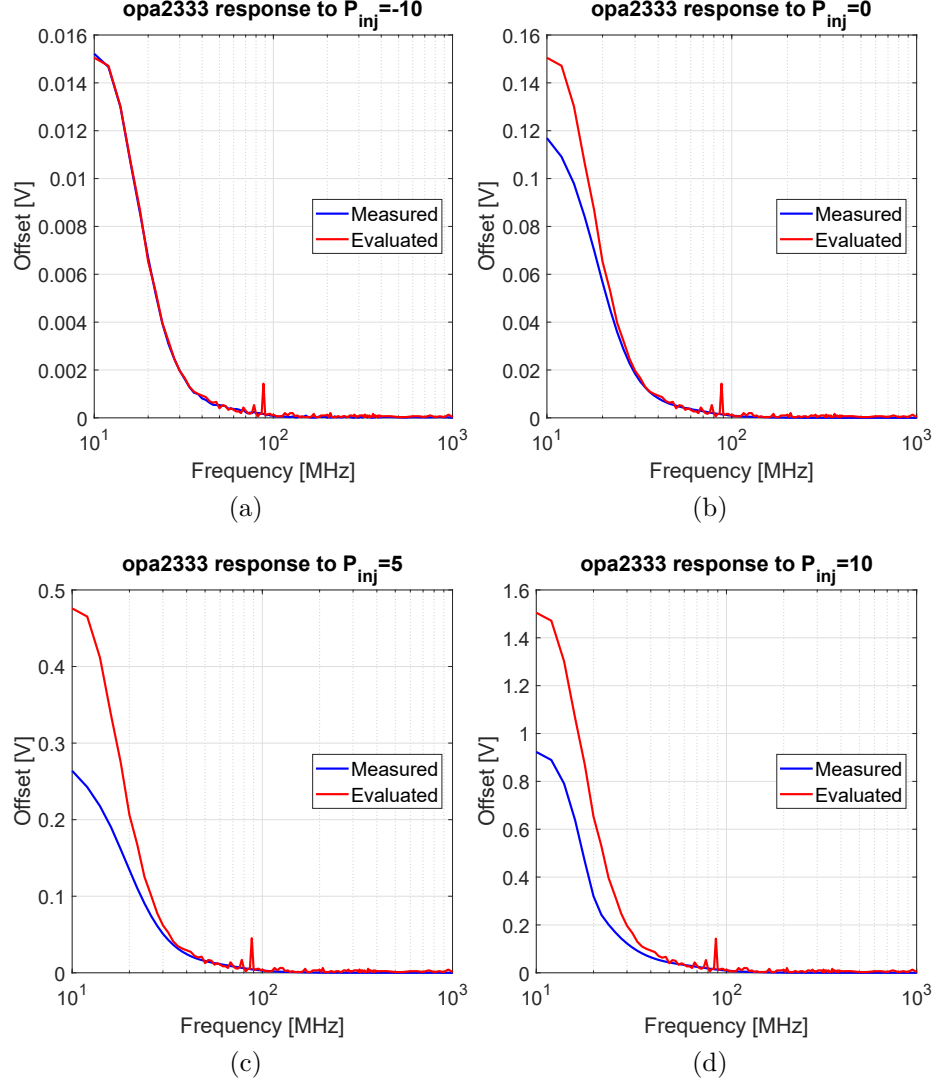 opa2333 response to P_inj=-10
0.016
0.014
0.012
0.01
0.008
0.006
0.004
0.002
0
Offset [V]
Measured
Evaluated
10^1
10^2
10^3
Frequency [MHz]
(a)
opa2333 response to P_inj=0
0.16
0.14
0.12
0.1
0.08
0.06
0.04
0.02
0
Offset [V]
Measured
Evaluated
10^1
10^2
10^3
Frequency [MHz]
(b)
opa2333 response to P_inj=5
0.5
0.4
0.3
0.2
0.1
0
Offset [V]
Measured
Evaluated
10^1
10^2
10^3
Frequency [MHz]
(c)
opa2333 response to P_inj=10
1.6
1.4
1.2
1
0.8
0.6
0.4
0.2
0
Offset [V]
Measured
Evaluated
10^1
10^2
10^3
Frequency [MHz]
(d)